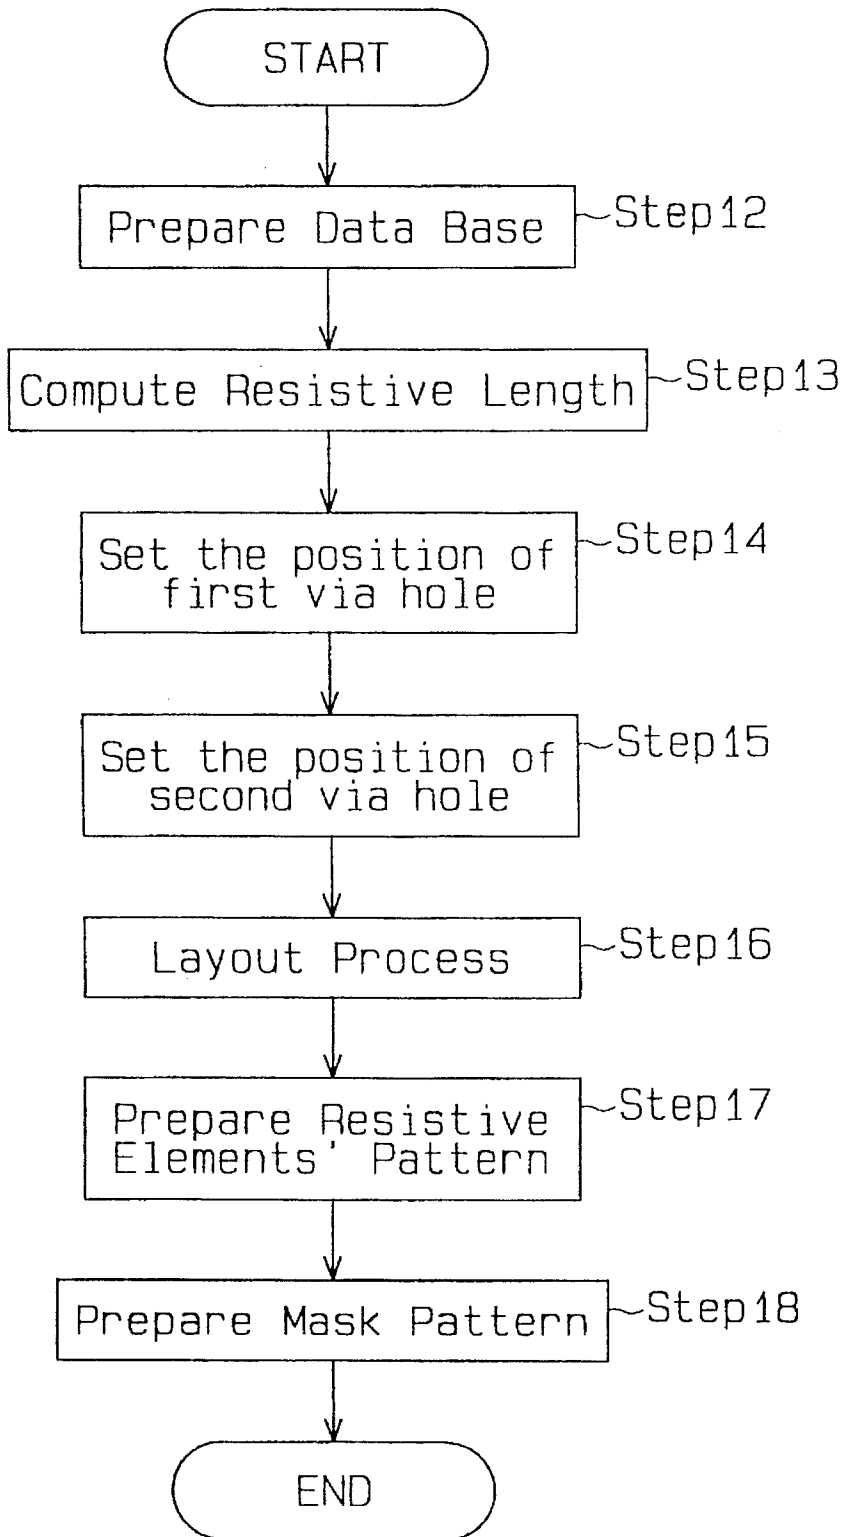 START
Prepare Data Base
Step12
Compute Resistive Length
Step13
Set the position of
first via hole
Step14
Set the position of
second via hole
Step15
Layout Process
Step16
Prepare Resistive
Elements' Pattern
Step17
Prepare Mask Pattern
Step18
END